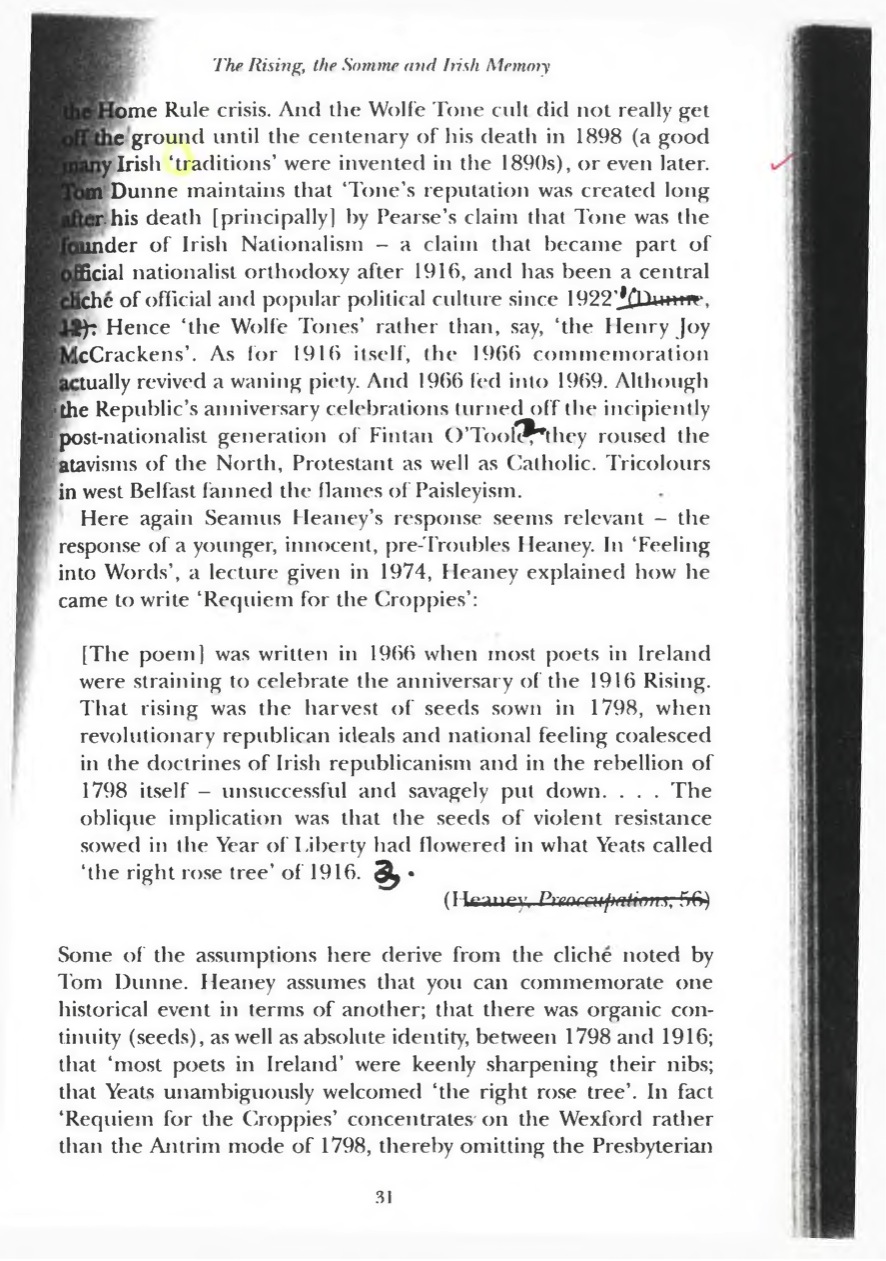 The Rising, the Somme and Irish Memory
the Home Rule crisis. And the Wolfe Tone cult did not really get
off the ground until the centenary of his death in 1898 (a good
many Irish ‘traditions’ were invented in the 1890s), or even later.
Tom Dunne maintains that ‘Tone’s reputation was created long
after his death [principally] by Pearse’s claim that Tone was the
founder of Irish Nationalism – a claim that became part of
official nationalist orthodoxy after 1916, and has been a central
cliché of official and popular political culture since 1922’ 1 (Dunne,
12). Hence ‘the Wolfe Tones’ rather than, say, ‘the Henry Joy
McCrackens’. As for 1916 itself, the 1966 commemoration
actually revived a waning piety. And 1966 fed into 1969. Although
the Republic’s anniversary celebrations turned off the incipiently
post-nationalist generation of Fintan O’Toole, 2 they roused the
atavisms of the North, Protestant as well as Catholic. Tricolours
in west Belfast fanned the flames of Paisleyism.
Here again Seamus Heaney’s response seems relevant – the
response of a younger, innocent, pre-Troubles Heaney. In ‘Feeling
into Words’, a lecture given in 1974, Heaney explained how he
came to write ‘Requiem for the Croppies’:
[The poem] was written in 1966 when most poets in Ireland
were straining to celebrate the anniversary of the 1916 Rising.
That rising was the harvest of seeds sown in 1798, when
revolutionary republican ideals and national feeling coalesced
in the doctrines of Irish republicanism and in the rebellion of
1798 itself – unsuccessful and savagely put down. . . . The
oblique implication was that the seeds of violent resistance
sowed in the Year of Liberty had flowered in what Yeats called
‘the right rose tree’ of 1916. 3.
(Heaney, Preoccupations, 56)
Some of the assumptions here derive from the cliché noted by
Tom Dunne. Heaney assumes that you can commemorate one
historical event in terms of another; that there was organic con-
tinuity (seeds), as well as absolute identity, between 1798 and 1916;
that ‘most poets in Ireland’ were keenly sharpening their nibs;
that Yeats unambiguously welcomed ‘the right rose tree’. In fact
‘Requiem for the Croppies’ concentrates on the Wexford rather
than the Antrim mode of 1798, thereby omitting the Presbyterian
31